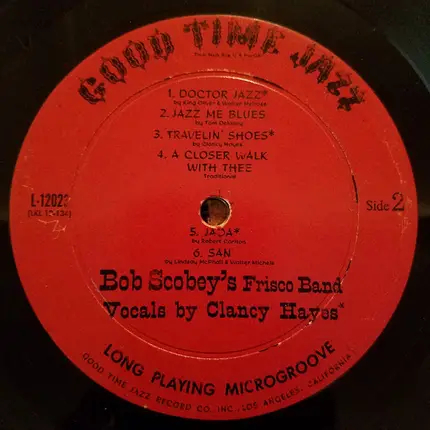 GOOD TIME JAZZ
1. DOCTOR JAZZ*
by King Oliver & Walter Melrose
2. JAZZ ME BLUES
by Tom Delaney
3. TRAVELIN' SHOES*
by Clancy Hayes
4. A CLOSER WALK
WITH THEE
Traditional
L-12023
Side 2
5. JADA*
by Robert Carleton
6. SAN
by Lindsay McPhail & Walter Michels
Bob Scobey's Frisco Band
Vocals by Clancy Hayes*
LONG PLAYING MICROGROOVE
GOOD TIME JAZZ RECORD CO., INC., LOS ANGELES, CALIFORNIA